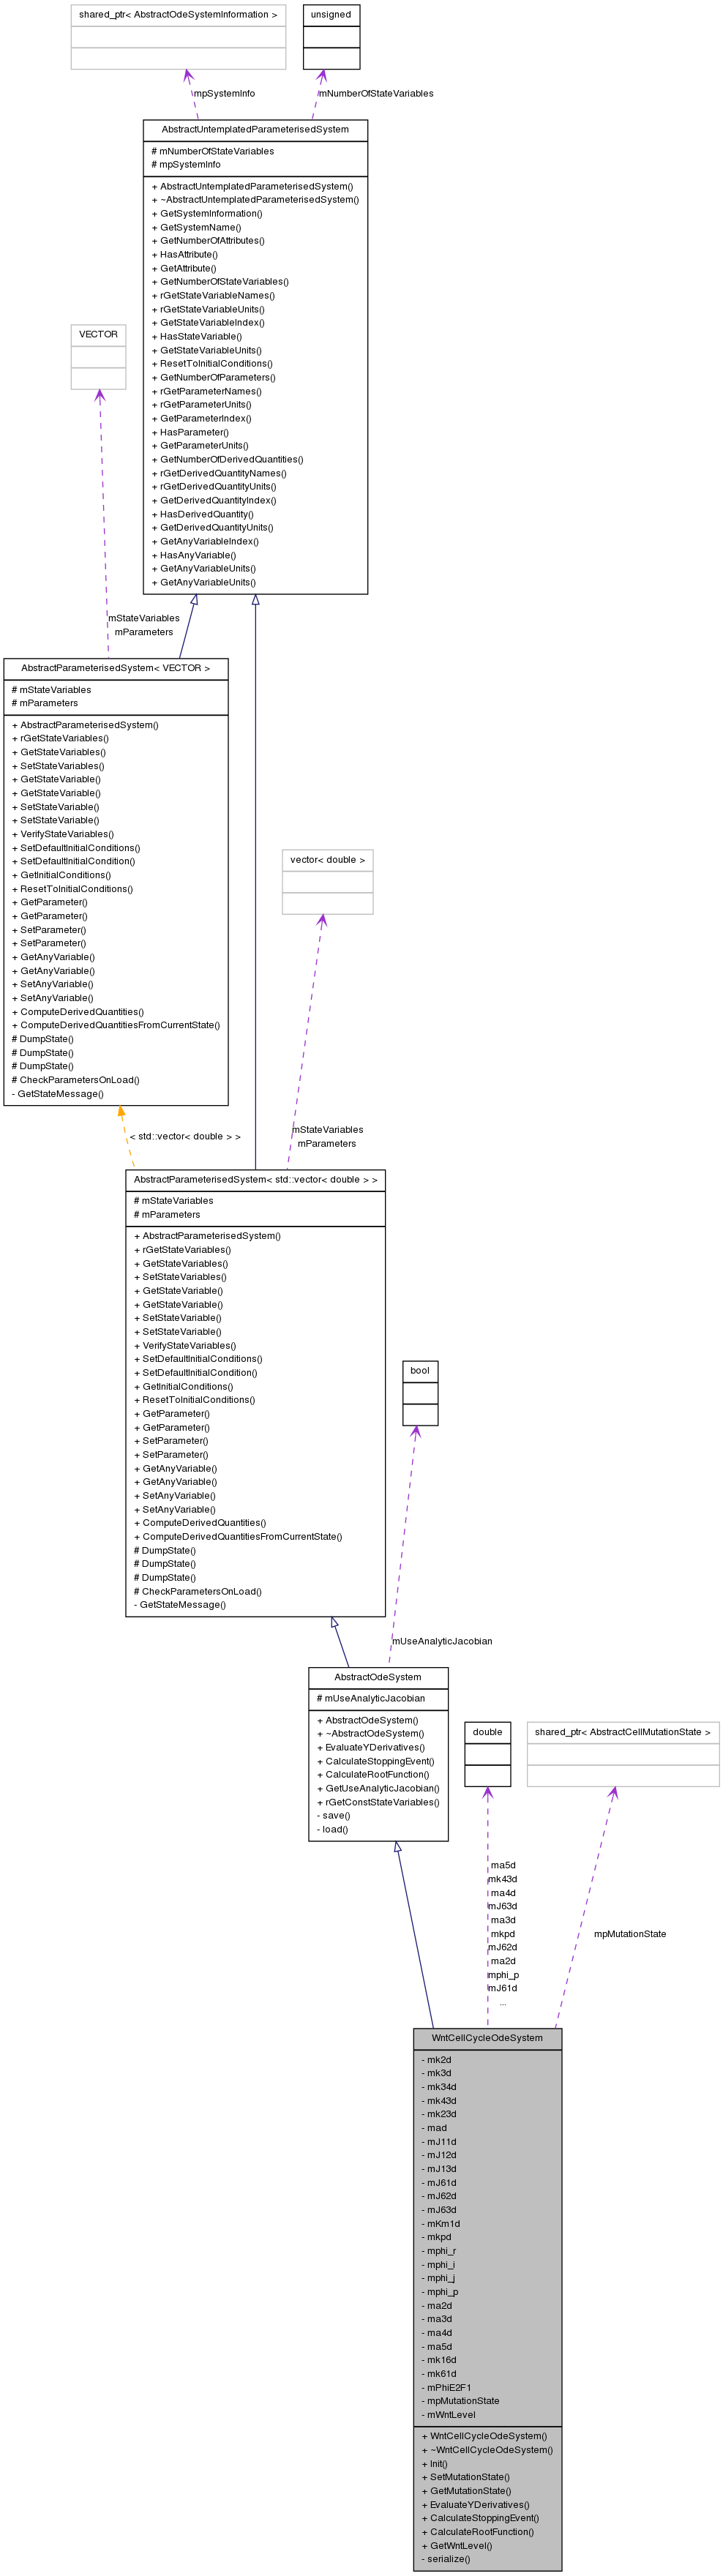 shared_ptr< AbstractOdeSystemInformation >
unsigned
mpSystemInfo
mNumberOfStateVariables
AbstractUntemplatedParameterisedSystem
# mNumberOfStateVariables
# mpSystemInfo
+ AbstractUntemplatedParameterisedSystem()
+ ~AbstractUntemplatedParameterisedSystem()
+ GetSystemInformation()
+ GetSystemName()
+ GetNumberOfAttributes()
+ HasAttribute()
+ GetAttribute()
+ GetNumberOfStateVariables()
+ rGetStateVariableNames()
+ rGetStateVariableUnits()
+ GetStateVariableIndex()
+ HasStateVariable()
+ GetStateVariableUnits()
+ ResetToInitialConditions()
+ GetNumberOfParameters()
+ rGetParameterNames()
+ rGetParameterUnits()
+ GetParameterIndex()
+ HasParameter()
+ GetParameterUnits()
+ GetNumberOfDerivedQuantities()
+ rGetDerivedQuantityNames()
+ rGetDerivedQuantityUnits()
+ GetDerivedQuantityIndex()
+ HasDerivedQuantity()
+ GetDerivedQuantityUnits()
+ GetAnyVariableIndex()
+ HasAnyVariable()
+ GetAnyVariableUnits()
+ GetAnyVariableUnits()
VECTOR
mStateVariables
mParameters
AbstractParameterisedSystem< VECTOR >
# mStateVariables
# mParameters
+ AbstractParameterisedSystem()
+ rGetStateVariables()
+ GetStateVariables()
+ SetStateVariables()
+ GetStateVariable()
+ GetStateVariable()
+ SetStateVariable()
+ SetStateVariable()
+ VerifyStateVariables()
+ SetDefaultInitialConditions()
+ SetDefaultInitialCondition()
+ GetInitialConditions()
+ ResetToInitialConditions()
+ GetParameter()
+ GetParameter()
+ SetParameter()
+ SetParameter()
+ GetAnyVariable()
+ GetAnyVariable()
+ SetAnyVariable()
+ SetAnyVariable()
+ ComputeDerivedQuantities()
+ ComputeDerivedQuantitiesFromCurrentState()
# DumpState()
# DumpState()
# DumpState()
# CheckParametersOnLoad()
- GetStateMessage()
vector< double >
< std::vector< double > >
mStateVariables
mParameters
AbstractParameterisedSystem< std::vector< double > >
# mStateVariables
# mParameters
+ AbstractParameterisedSystem()
+ rGetStateVariables()
+ GetStateVariables()
+ SetStateVariables()
+ GetStateVariable()
+ GetStateVariable()
+ SetStateVariable()
+ SetStateVariable()
+ VerifyStateVariables()
+ SetDefaultInitialConditions()
+ SetDefaultInitialCondition()
+ GetInitialConditions()
+ ResetToInitialConditions()
+ GetParameter()
+ GetParameter()
+ SetParameter()
+ SetParameter()
+ GetAnyVariable()
+ GetAnyVariable()
+ SetAnyVariable()
+ SetAnyVariable()
+ ComputeDerivedQuantities()
+ ComputeDerivedQuantitiesFromCurrentState()
# DumpState()
# DumpState()
# DumpState()
# CheckParametersOnLoad()
- GetStateMessage()
bool
mUseAnalyticJacobian
AbstractOdeSystem
# mUseAnalyticJacobian
+ AbstractOdeSystem()
+ ~AbstractOdeSystem()
+ EvaluateYDerivatives()
+ CalculateStoppingEvent()
+ CalculateRootFunction()
+ GetUseAnalyticJacobian()
+ rGetConstStateVariables()
- save()
- load()
double
shared_ptr< AbstractCellMutationState >
ma5d
mk43d
ma4d
mJ63d
ma3d
mkpd
mJ62d
ma2d
mphi_p
mJ61d
...
mpMutationState
WntCellCycleOdeSystem
- mk2d
- mk3d
- mk34d
- mk43d
- mk23d
- mad
- mJ11d
- mJ12d
- mJ13d
- mJ61d
- mJ62d
- mJ63d
- mKm1d
- mkpd
- mphi_r
- mphi_i
- mphi_j
- mphi_p
- ma2d
- ma3d
- ma4d
- ma5d
- mk16d
- mk61d
- mPhiE2F1
- mpMutationState
- mWntLevel
+ WntCellCycleOdeSystem()
+ ~WntCellCycleOdeSystem()
+ Init()
+ SetMutationState()
+ GetMutationState()
+ EvaluateYDerivatives()
+ CalculateStoppingEvent()
+ CalculateRootFunction()
+ GetWntLevel()
- serialize()